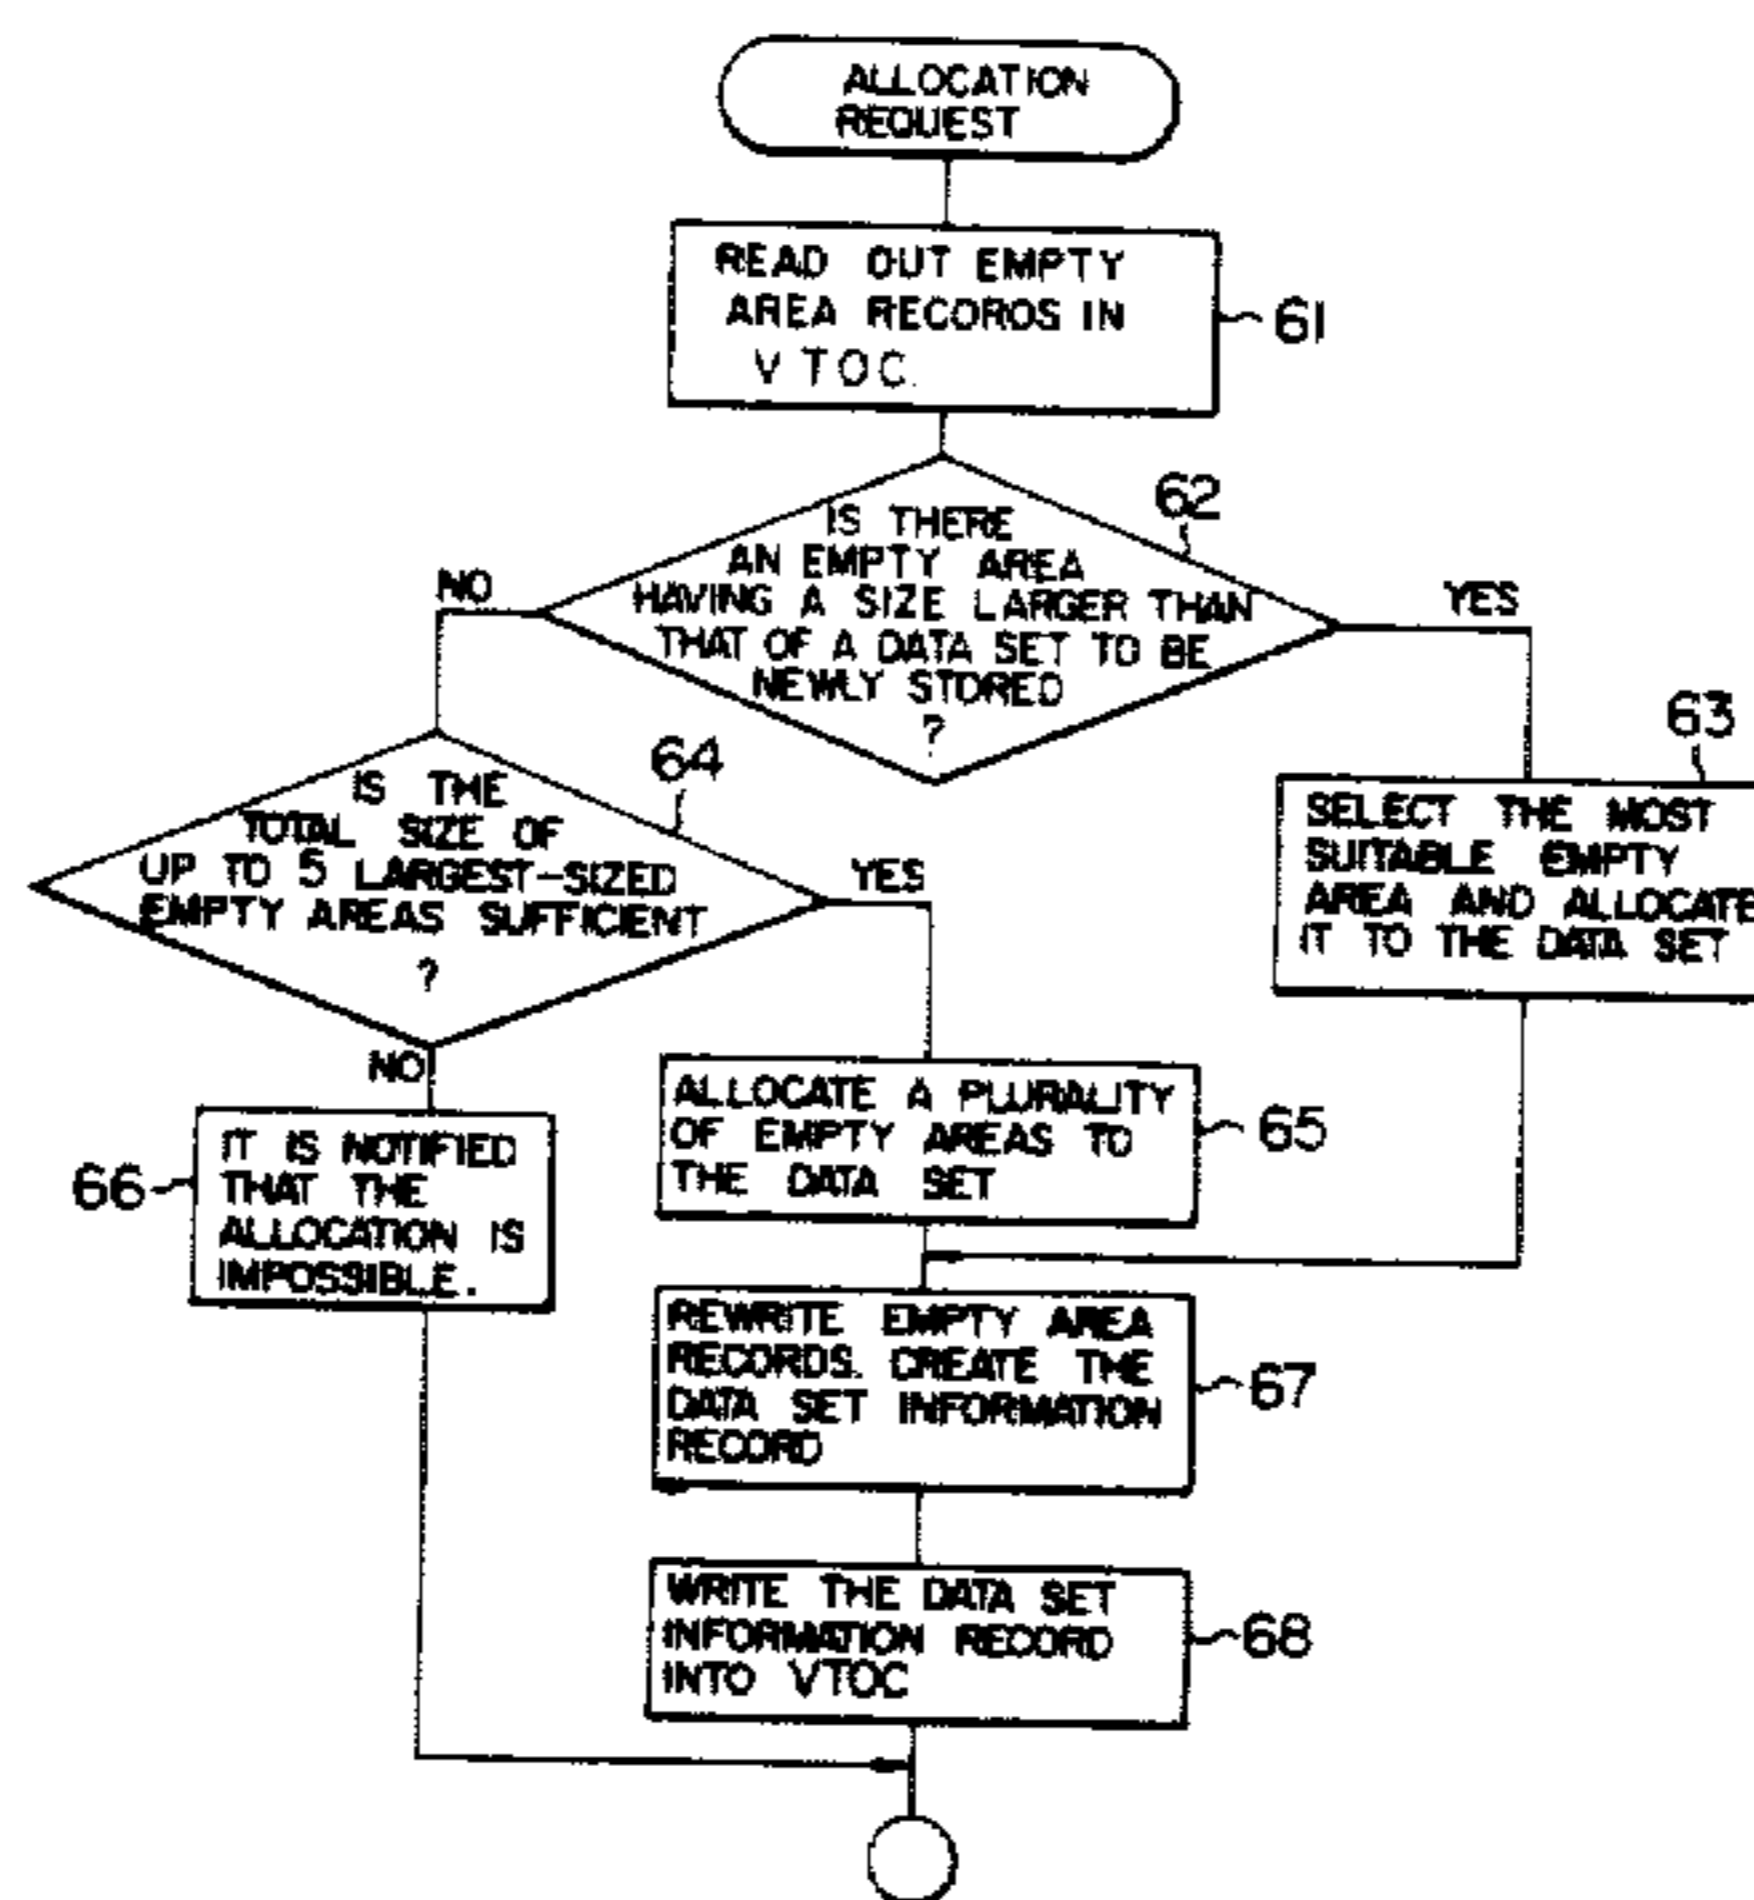 ALLOCATION
REQUEST
READ OUT EMPTY
AREA RECORDS IN
VTOC.
61
62
IS THERE
AN EMPTY AREA
HAVING A SIZE LARGER THAN
THAT OF A DATA SET TO BE
NEWLY STORED
?
NO
YES
63
SELECT THE MOST
SUITABLE EMPTY
AREA AND ALLOCATE
IT TO THE DATA SET
64
IS THE
TOTAL SIZE OF
UP TO 5 LARGEST-SIZED
EMPTY AREAS SUFFICIENT
?
YES
NO
ALLOCATE A PLURALITY
OF EMPTY AREAS TO
THE DATA SET
65
66
IT IS NOTIFIED
THAT THE
ALLOCATION IS
IMPOSSIBLE.
REWRITE EMPTY AREA
RECORDS. CREATE THE
DATA SET INFORMATION
RECORD
67
WRITE THE DATA SET
INFORMATION RECORD
INTO VTOC
68